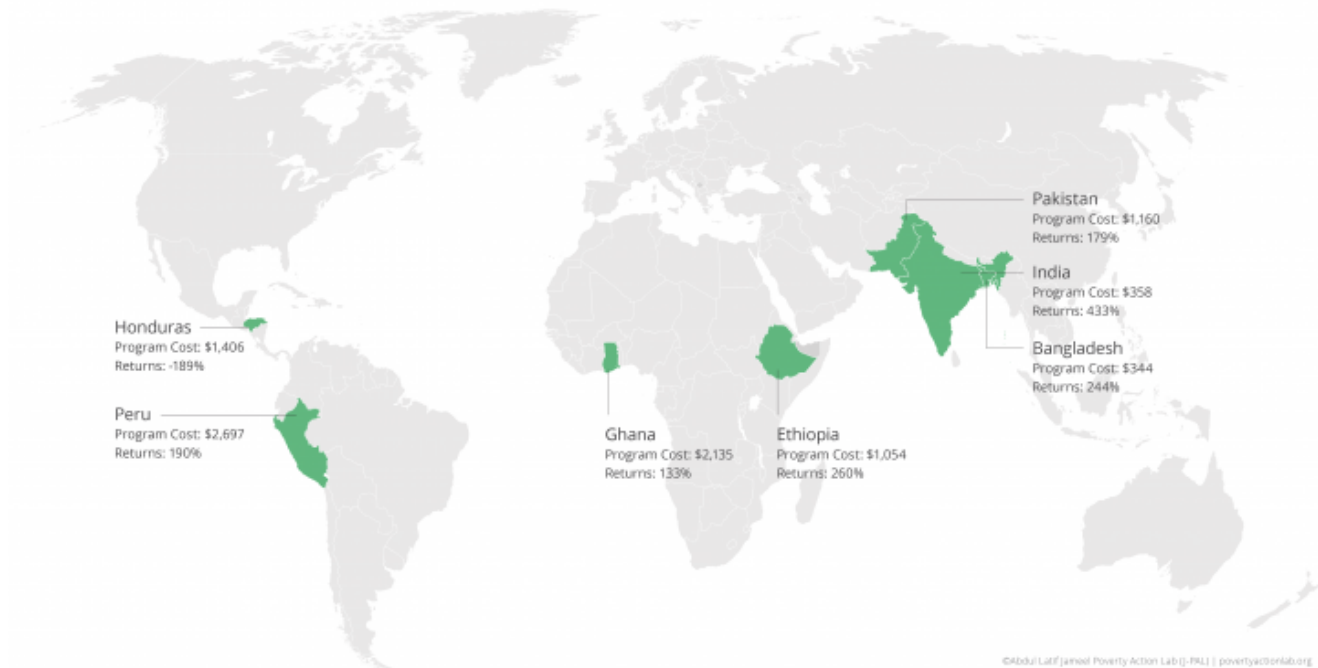 Pakistan
Program Cost: $1,160
Returns: 179%
India
Program Cost: $358
Returns: 433%
Bangladesh
Program Cost: $344
Returns: 244%
Honduras
Program Cost: $1,406
Returns: -189%
Peru
Program Cost: $2,697
Returns: 190%
Ghana
Program Cost: $2,135
Returns: 133%
Ethiopia
Program Cost: $1,054
Returns: 260%
©Abdul Latif Jameel Poverty Action Lab (J-PAL) | povertyactionlab.org